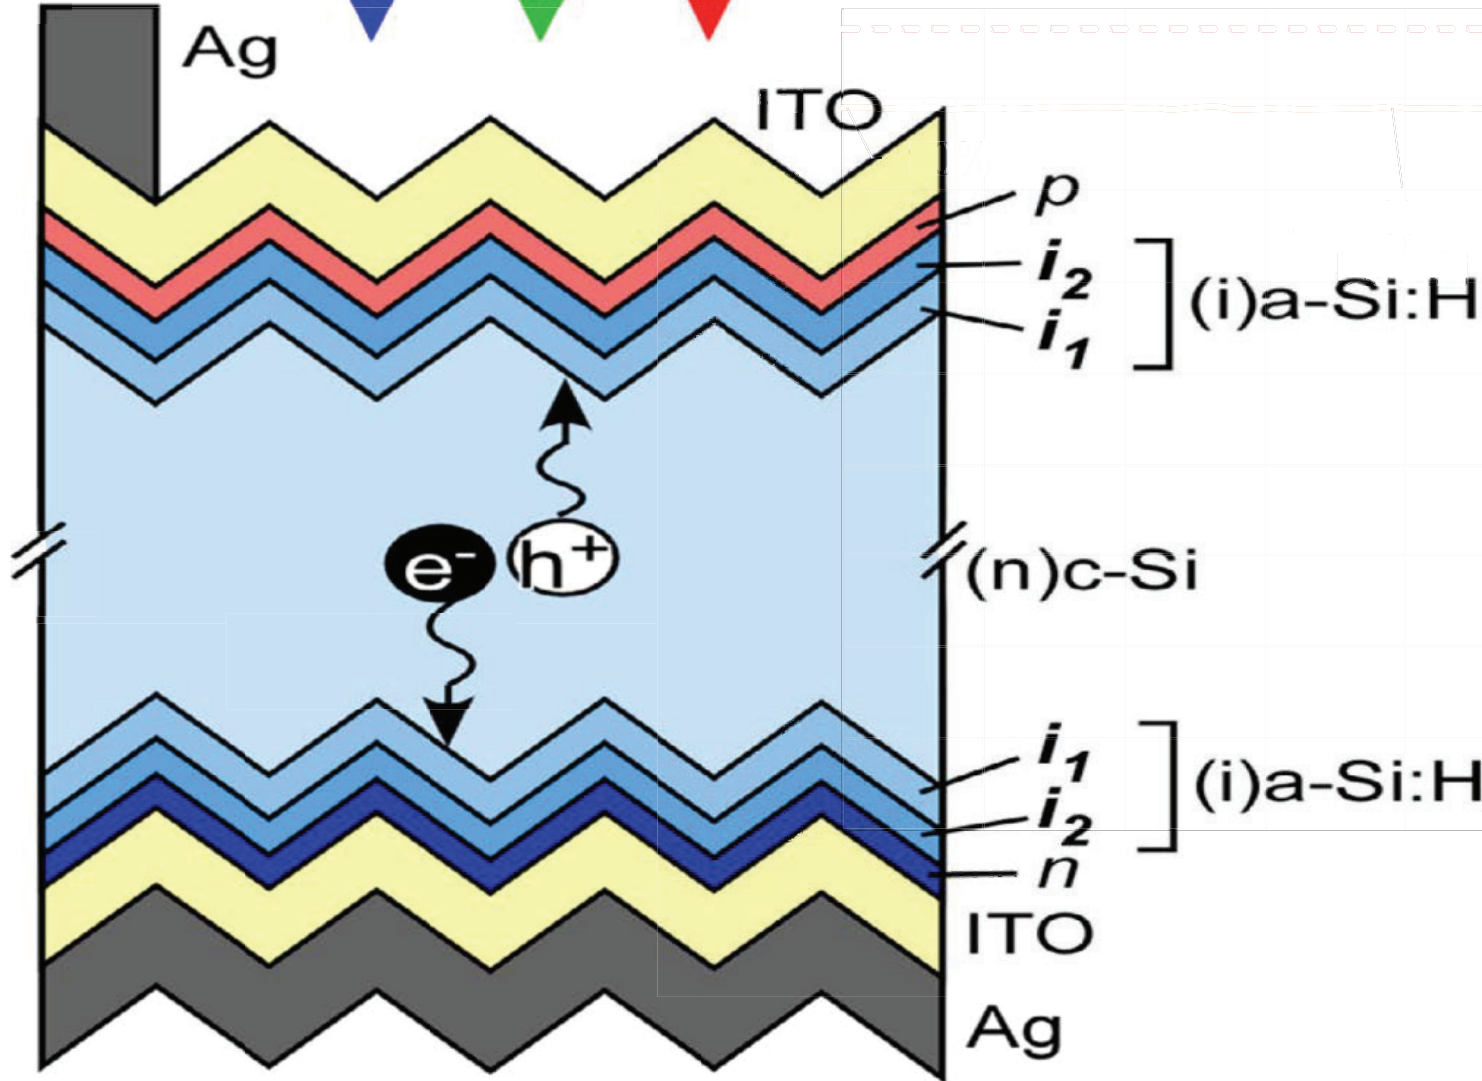 Ag
ITO
p
i2
i1
(i)a-Si:H
e-
h+
(n)c-Si
i1
i2
(i)a-Si:H
n
ITO
Ag